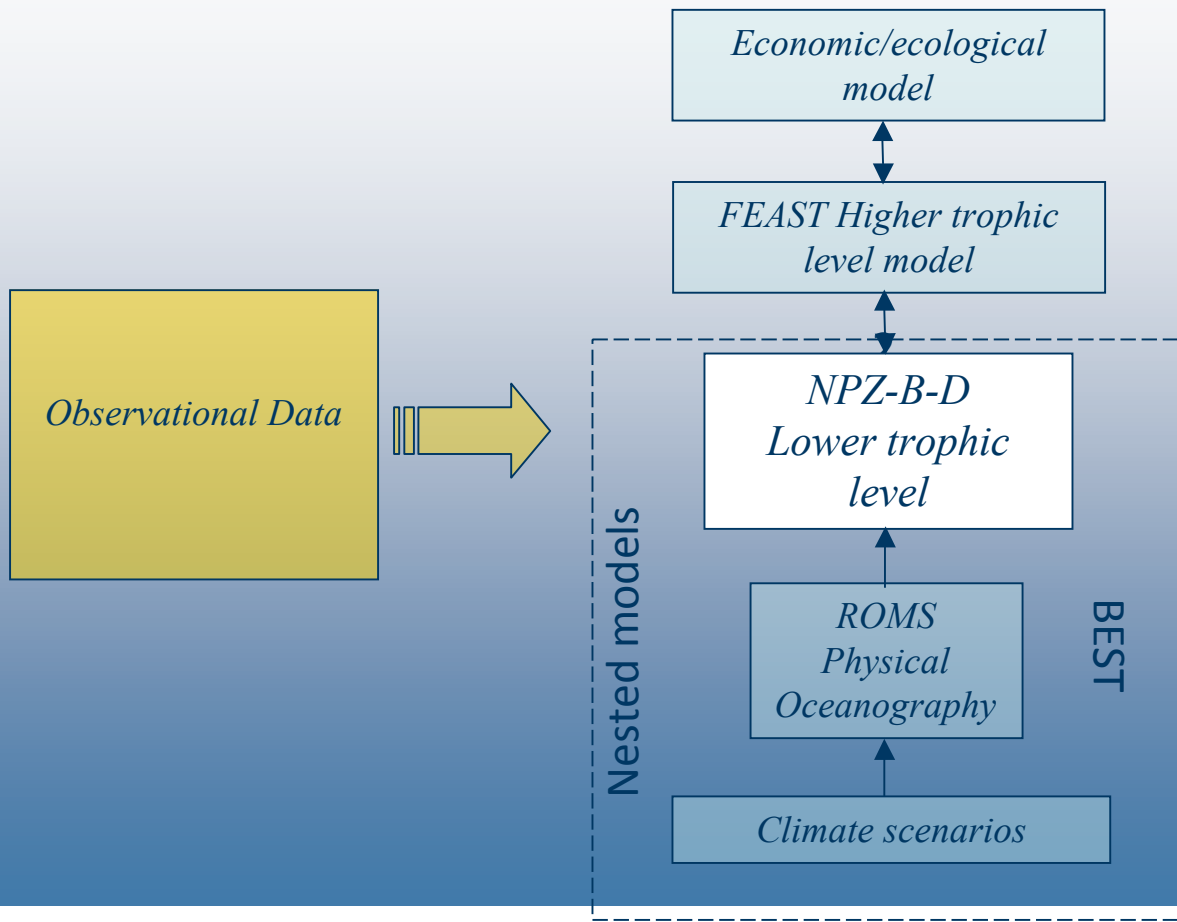 Economic/ecological
model
FEAST Higher trophic
level model
Observational Data
NPZ-B-D
Lower trophic
level
Nested models
ROMS
Physical
Oceanography
BEST
Climate scenarios